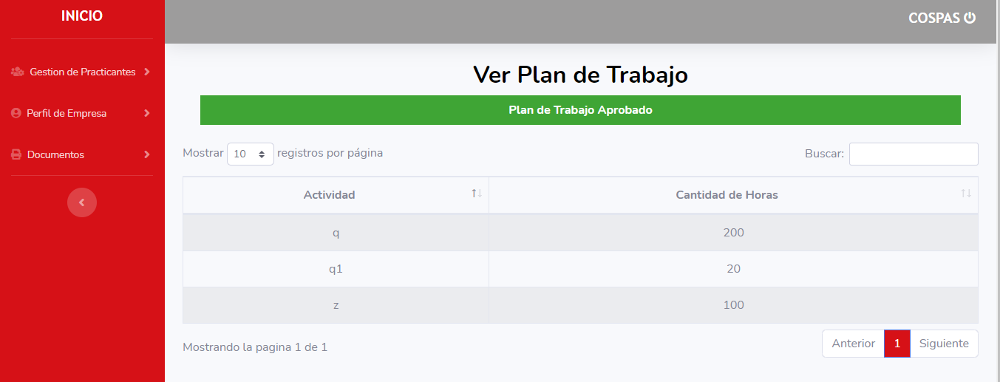 INICIO
COSPAS
Gestion de Practicantes
Perfil de Empresa
Documentos
Ver Plan de Trabajo
Plan de Trabajo Aprobado
Mostrar 10 registros por página
Buscar:
Actividad Cantidad de Horas
q 200
q1 20
z 100
Mostrando la pagina 1 de 1
Anterior 1 Siguiente